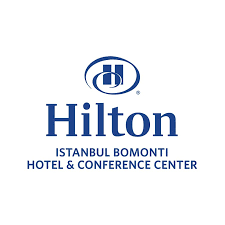 H
®
Hilton
ISTANBUL BOMONTI
HOTEL & CONFERENCE CENTER